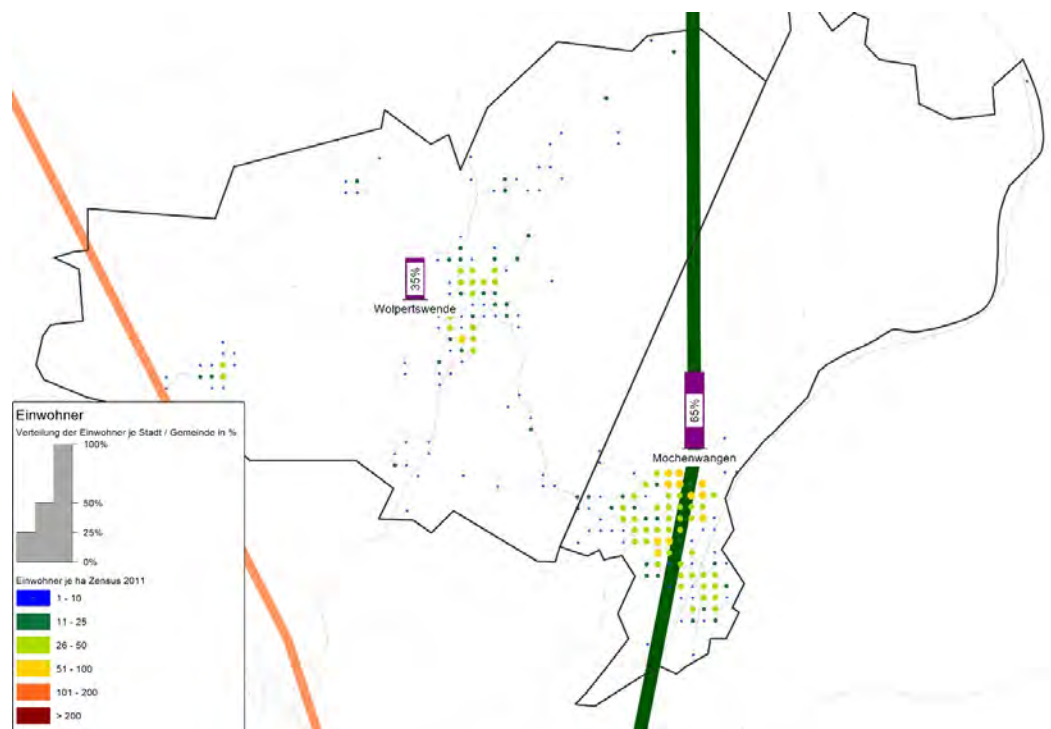 35%
Wolpertswende
65%
Mochenwangen
Einwohner
Verteilung der Einwohner je Stadt / Gemeinde in %
100%
50%
25%
0%
Einwohner je ha Zensus 2011
1 - 10
11 - 25
26 - 50
51 - 100
101 - 200
> 200